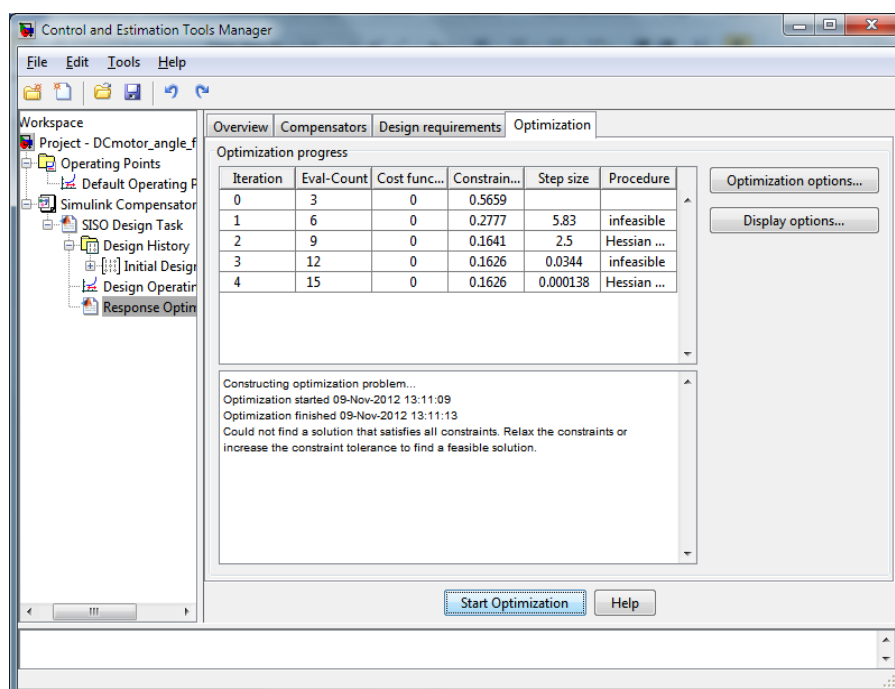 Control and Estimation Tools Manager
File Edit Tools Help
Workspace
Project - DCmotor_angle_f
Operating Points
Default Operating P
Simulink Compensator
SISO Design Task
Design History
Initial Design
Design Operatin
Response Optim
Overview Compensators Design requirements Optimization
Optimization progress
Iteration Eval-Count Cost func... Constrain... Step size Procedure
0 3 0 0.5659
1 6 0 0.2777 5.83 infeasible
2 9 0 0.1641 2.5 Hessian ...
3 12 0 0.1626 0.0344 infeasible
4 15 0 0.1626 0.000138 Hessian ...
Optimization options...
Display options...
Constructing optimization problem...
Optimization started 09-Nov-2012 13:11:09
Optimization finished 09-Nov-2012 13:11:13
Could not find a solution that satisfies all constraints. Relax the constraints or
increase the constraint tolerance to find a feasible solution.
Start Optimization Help